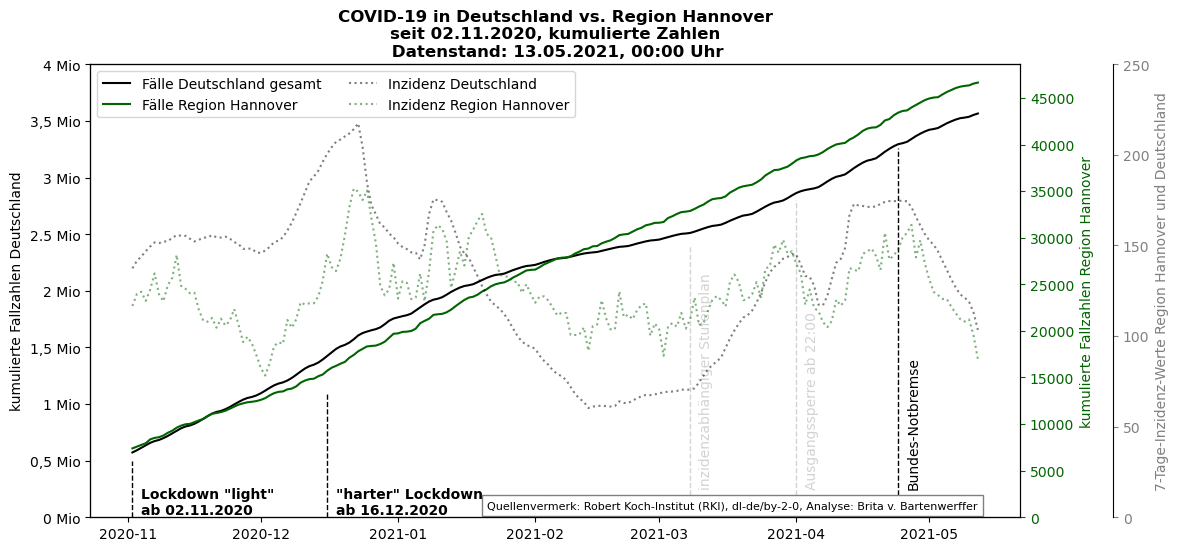 COVID-19 in Deutschland vs. Region Hannover
seit 02.11.2020, kumulierte Zahlen
Datenstand: 13.05.2021, 00:00 Uhr
Fälle Deutschland gesamt
Fälle Region Hannover
Inzidenz Deutschland
Inzidenz Region Hannover
kumulierte Fallzahlen Deutschland
4 Mio
3,5 Mio
3 Mio
2,5 Mio
2 Mio
1,5 Mio
1 Mio
0,5 Mio
0 Mio
Lockdown "light"
ab 02.11.2020
"harter" Lockdown
ab 16.12.2020
inzidenzabhängiger Stufenplan
Ausgangssperre ab 22:00
Bundes-Notbremse
Quellenvermerk: Robert Koch-Institut (RKI), dl-de/by-2-0, Analyse: Brita v. Bartenwerffer
2020-11
2020-12
2021-01
2021-02
2021-03
2021-04
2021-05
45000
40000
35000
30000
25000
20000
15000
10000
5000
0
kumulierte Fallzahlen Region Hannover
250
200
150
100
50
0
7-Tage-Inzidenz-Werte Region Hannover und Deutschland